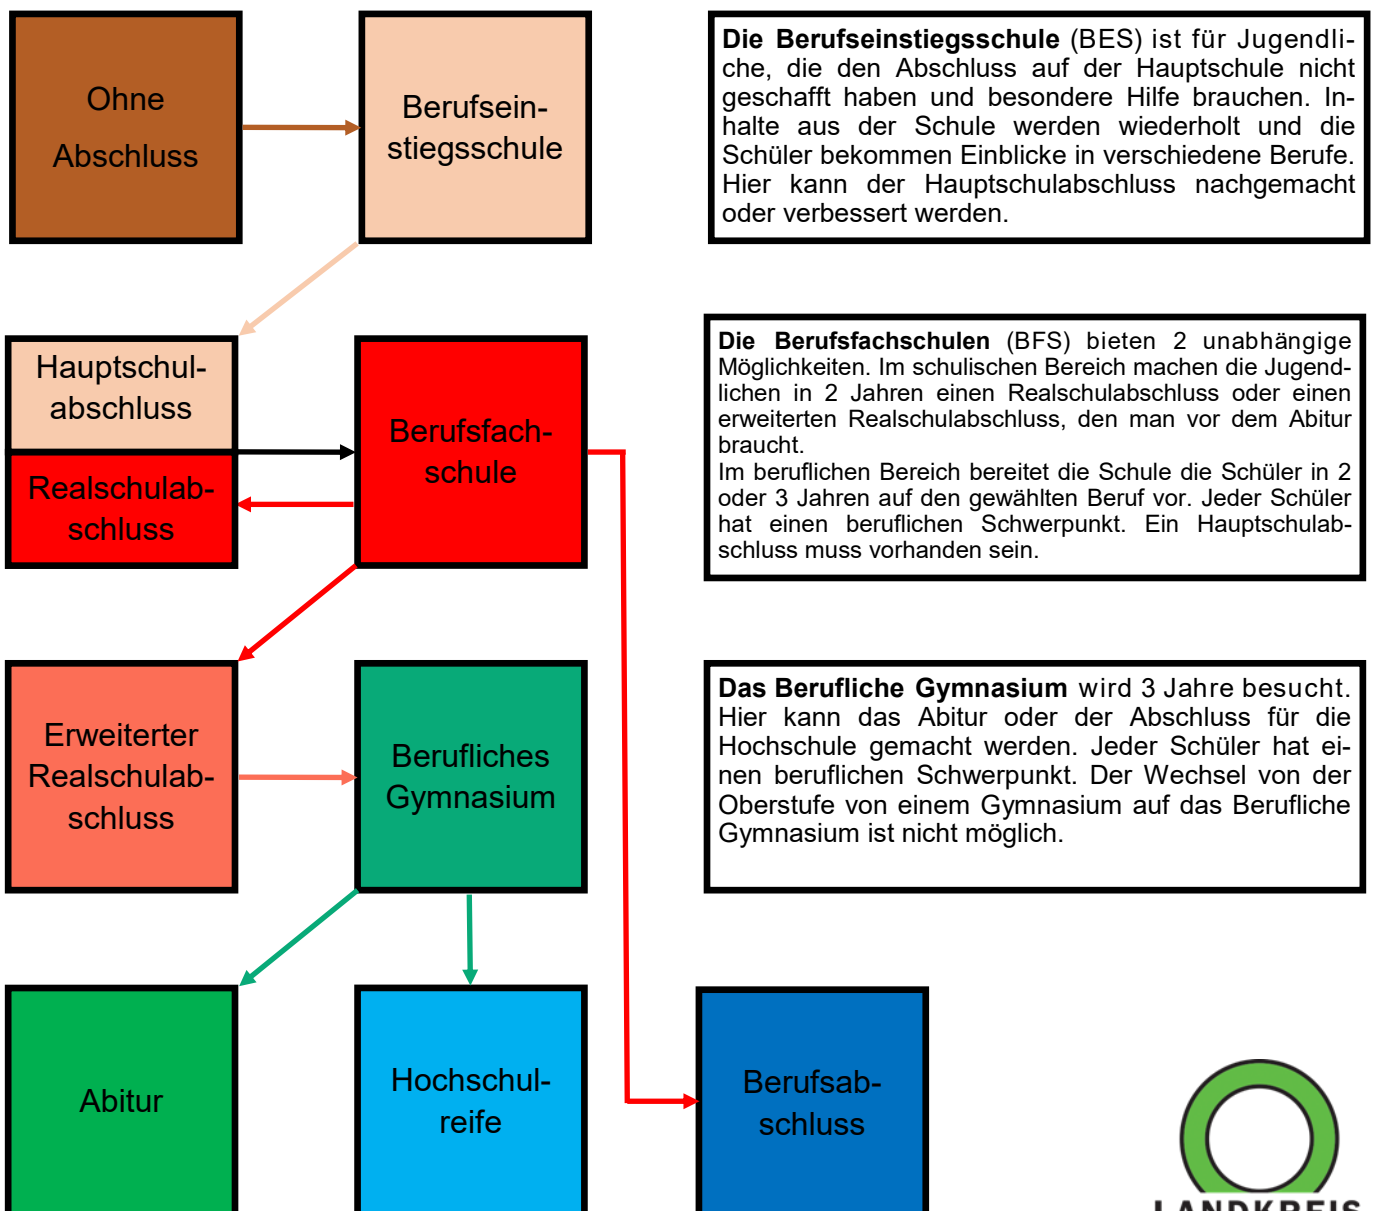 Ohne
Abschluss
Berufsein-
stiegsschule
Die Berufseinstiegsschule (BES) ist für Jugendli-
che, die den Abschluss auf der Hauptschule nicht
geschafft haben und besondere Hilfe brauchen. In-
halte aus der Schule werden wiederholt und die
Schüler bekommen Einblicke in verschiedene Berufe.
Hier kann der Hauptschulabschluss nachgemacht
oder verbessert werden.
Hauptschul-
abschluss
Realschulab-
schluss
Berufsfach-
schule
Die Berufsfachschulen (BFS) bieten 2 unabhängige
Möglichkeiten. Im schulischen Bereich machen die Jugend-
lichen in 2 Jahren einen Realschulabschluss oder einen
erweiterten Realschulabschluss, den man vor dem Abitur
braucht.
Im beruflichen Bereich bereitet die Schule die Schüler in 2
oder 3 Jahren auf den gewählten Beruf vor. Jeder Schüler
hat einen beruflichen Schwerpunkt. Ein Hauptschulab-
schluss muss vorhanden sein.
Erweiterter
Realschulab-
schluss
Berufliches
Gymnasium
Das Berufliche Gymnasium wird 3 Jahre besucht.
Hier kann das Abitur oder der Abschluss für die
Hochschule gemacht werden. Jeder Schüler hat ei-
nen beruflichen Schwerpunkt. Der Wechsel von der
Oberstufe von einem Gymnasium auf das Berufliche
Gymnasium ist nicht möglich.
Abitur
Hochschul-
reife
Berufsab-
schluss
LANDKREIS